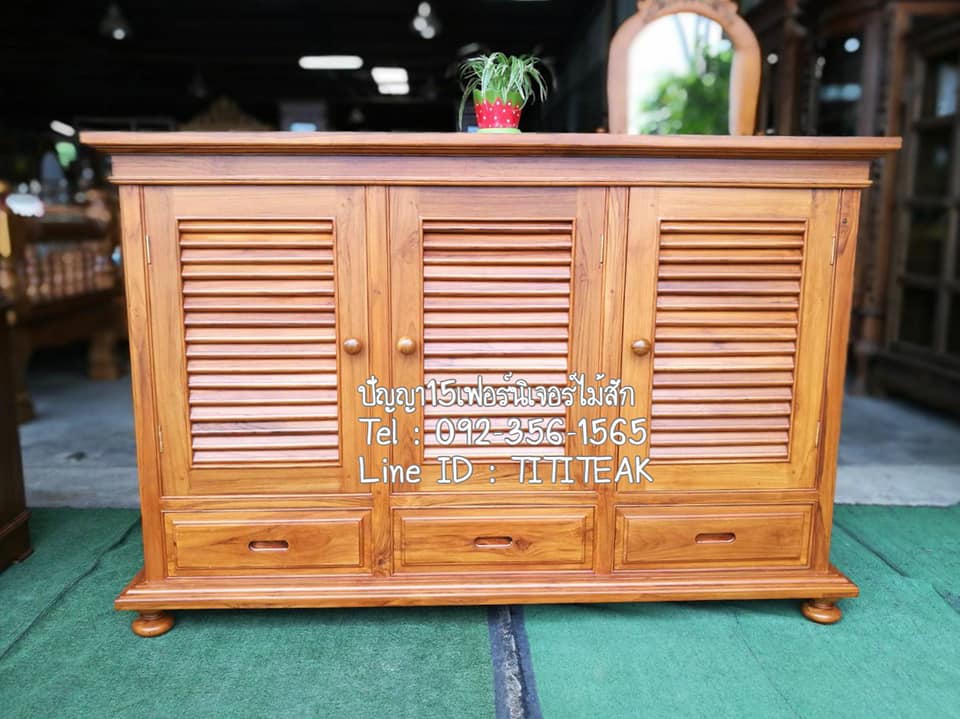 ปัญญา15เฟอร์นิเจอร์ไม้สัก
Tel : 092-356-1565
Line ID : TITITEAK